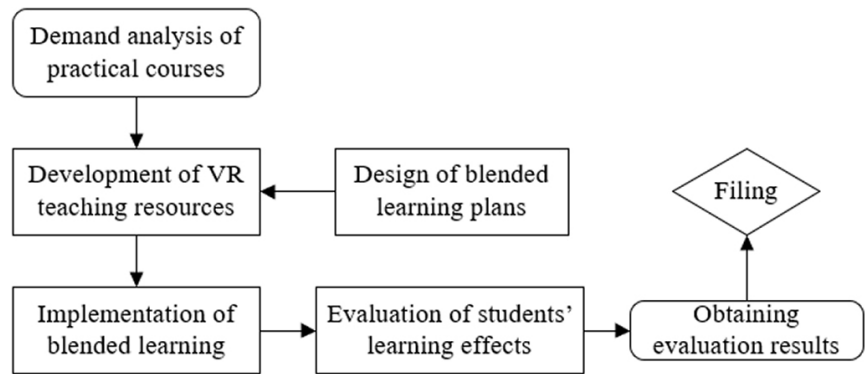 Demand analysis of
practical courses
Development of VR
teaching resources
Design of blended
learning plans
Filing
Implementation of
blended learning
Evaluation of students’
learning effects
Obtaining
evaluation results